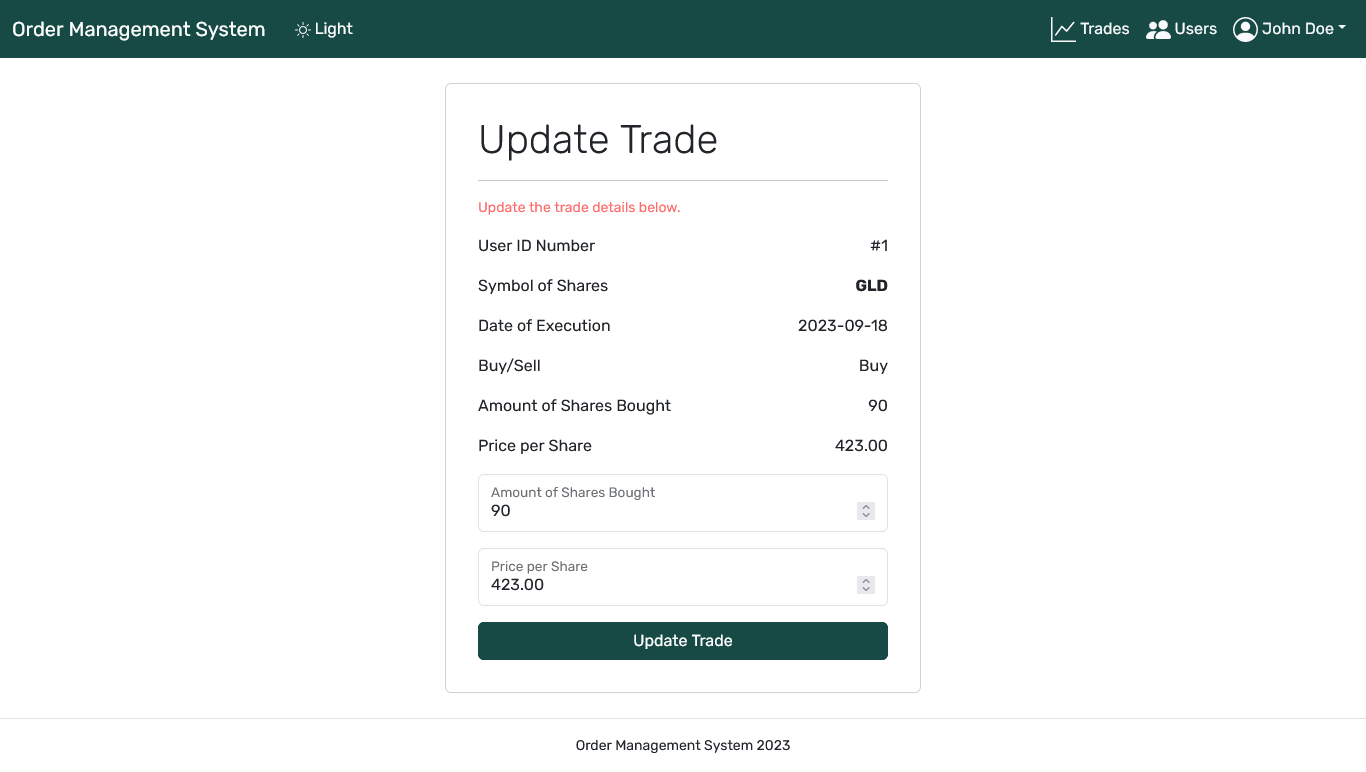 Order Management System Light Trades Users John Doe
Update Trade
Update the trade details below.
User ID Number #1
Symbol of Shares GLD
Date of Execution 2023-09-18
Buy/Sell Buy
Amount of Shares Bought 90
Price per Share 423.00
Amount of Shares Bought
90
Price per Share
423.00
Update Trade
Order Management System 2023